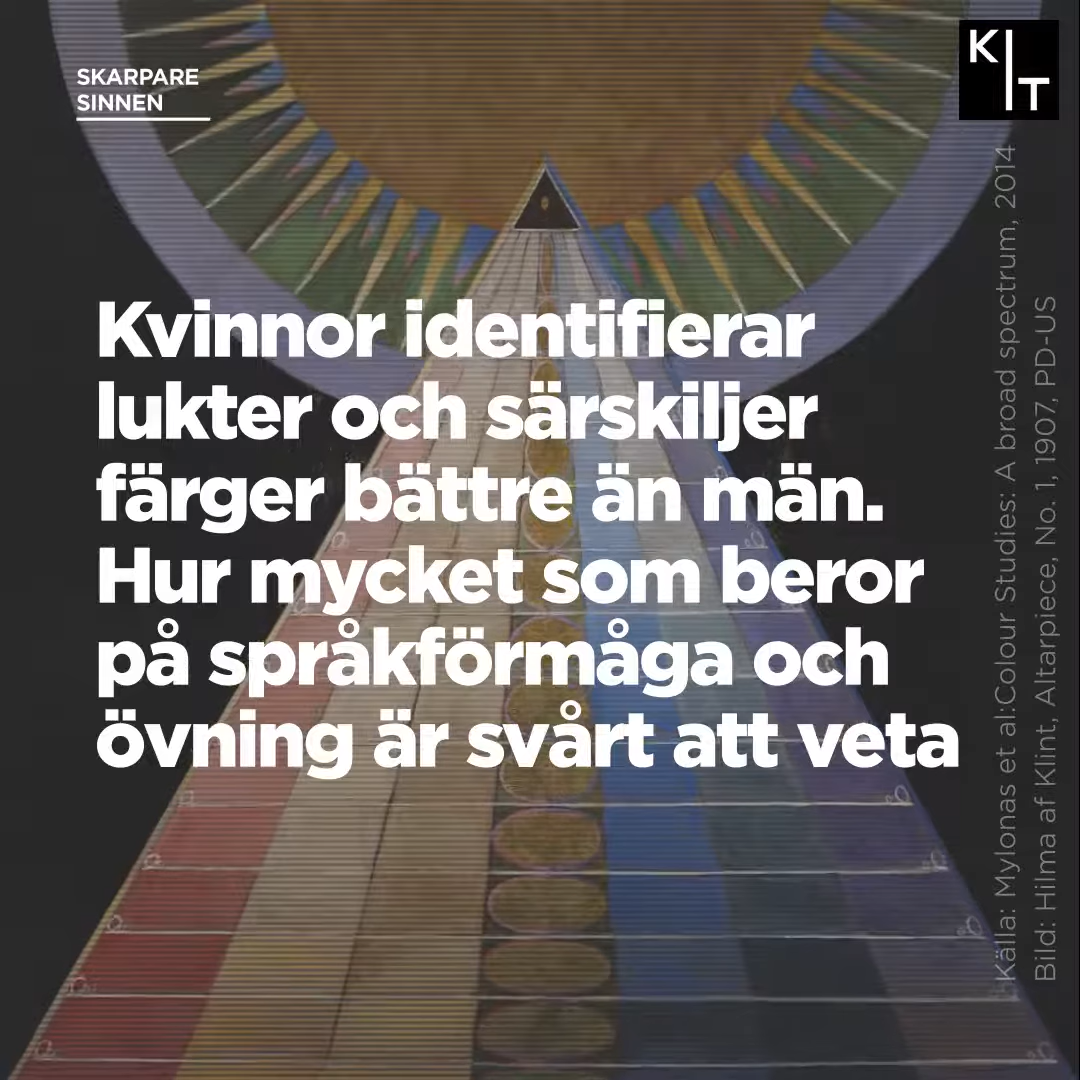 SKARPARE
SINNEN
K
IT
Kvinnor identifierar
lukter och särskiljer
färger bättre än män.
Hur mycket som beror
på språkförmåga och
övning är svårt att veta
Källa: Mylonas et al:Colour Studies: A broad spectrum, 2014
Bild: Hilma af Klint, Altarpiece, No. 1, 1907, PD-US